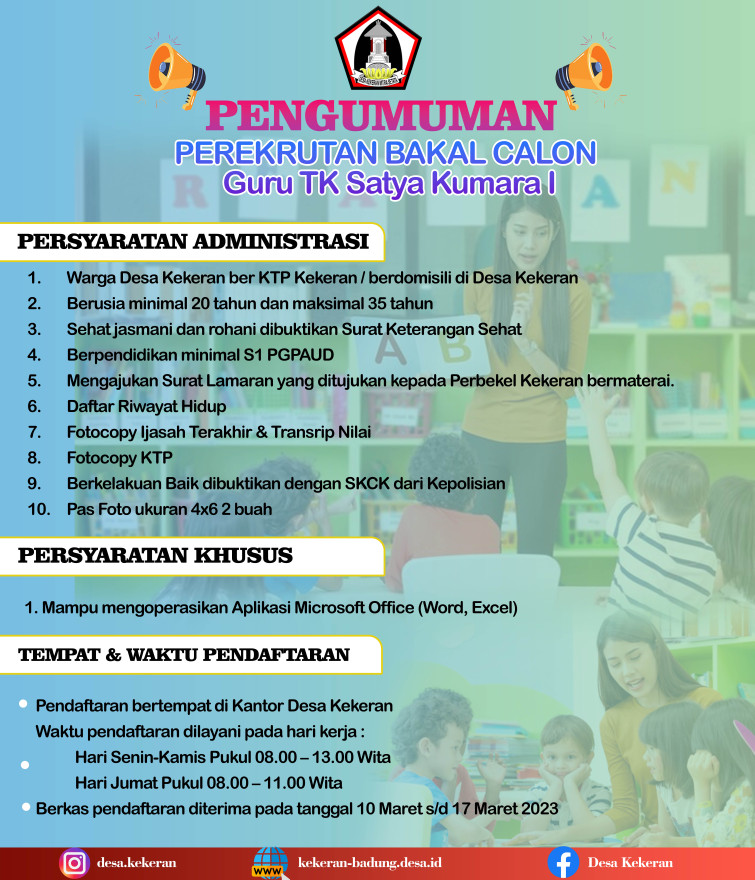 PENGUMUMAN
PEREKRUTAN BAKAL CALON
Guru TK Satya Kumara I
PERSYARATAN ADMINISTRASI
1. Warga Desa Kekeran ber KTP Kekeran / berdomisili di Desa Kekeran
2. Berusia minimal 20 tahun dan maksimal 35 tahun
3. Sehat jasmani dan rohani dibuktikan Surat Keterangan Sehat
4. Berpendidikan minimal S1 PGPAUD
5. Mengajukan Surat Lamaran yang ditujukan kepada Perbekel Kekeran bermaterai.
6. Daftar Riwayat Hidup
7. Fotocopy Ijasah Terakhir & Transrip Nilai
8. Fotocopy KTP
9. Berkelakuan Baik dibuktikan dengan SKCK dari Kepolisian
10. Pas Foto ukuran 4x6 2 buah
A B
PERSYARATAN KHUSUS
1. Mampu mengoperasikan Aplikasi Microsoft Office (Word, Excel)
TEMPAT & WAKTU PENDAFTARAN
Pendaftaran bertempat di Kantor Desa Kekeran
Waktu pendaftaran dilayani pada hari kerja :
Hari Senin-Kamis Pukul 08.00 – 13.00 Wita
Hari Jumat Pukul 08.00 – 11.00 Wita
Berkas pendaftaran diterima pada tanggal 10 Maret s/d 17 Maret 2023
desa.kekeran
WWW
kekeran-badung.desa.id
Desa Kekeran